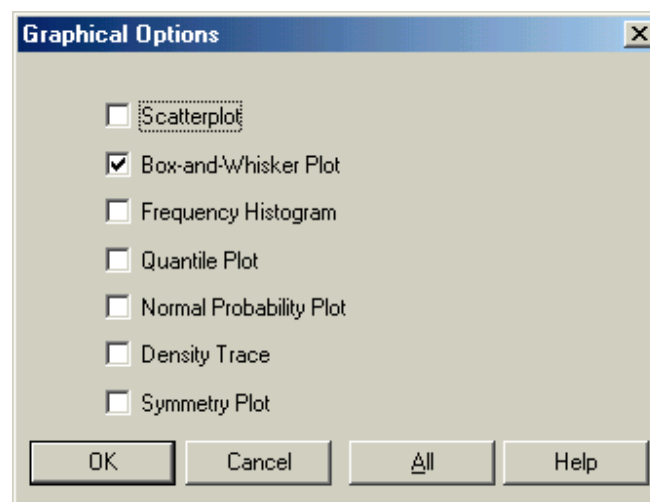 Graphical Options
Scatterplot
Box-and-Whisker Plot
Frequency Histogram
Quantile Plot
Normal Probability Plot
Density Trace
Symmetry Plot
OK Cancel All Help